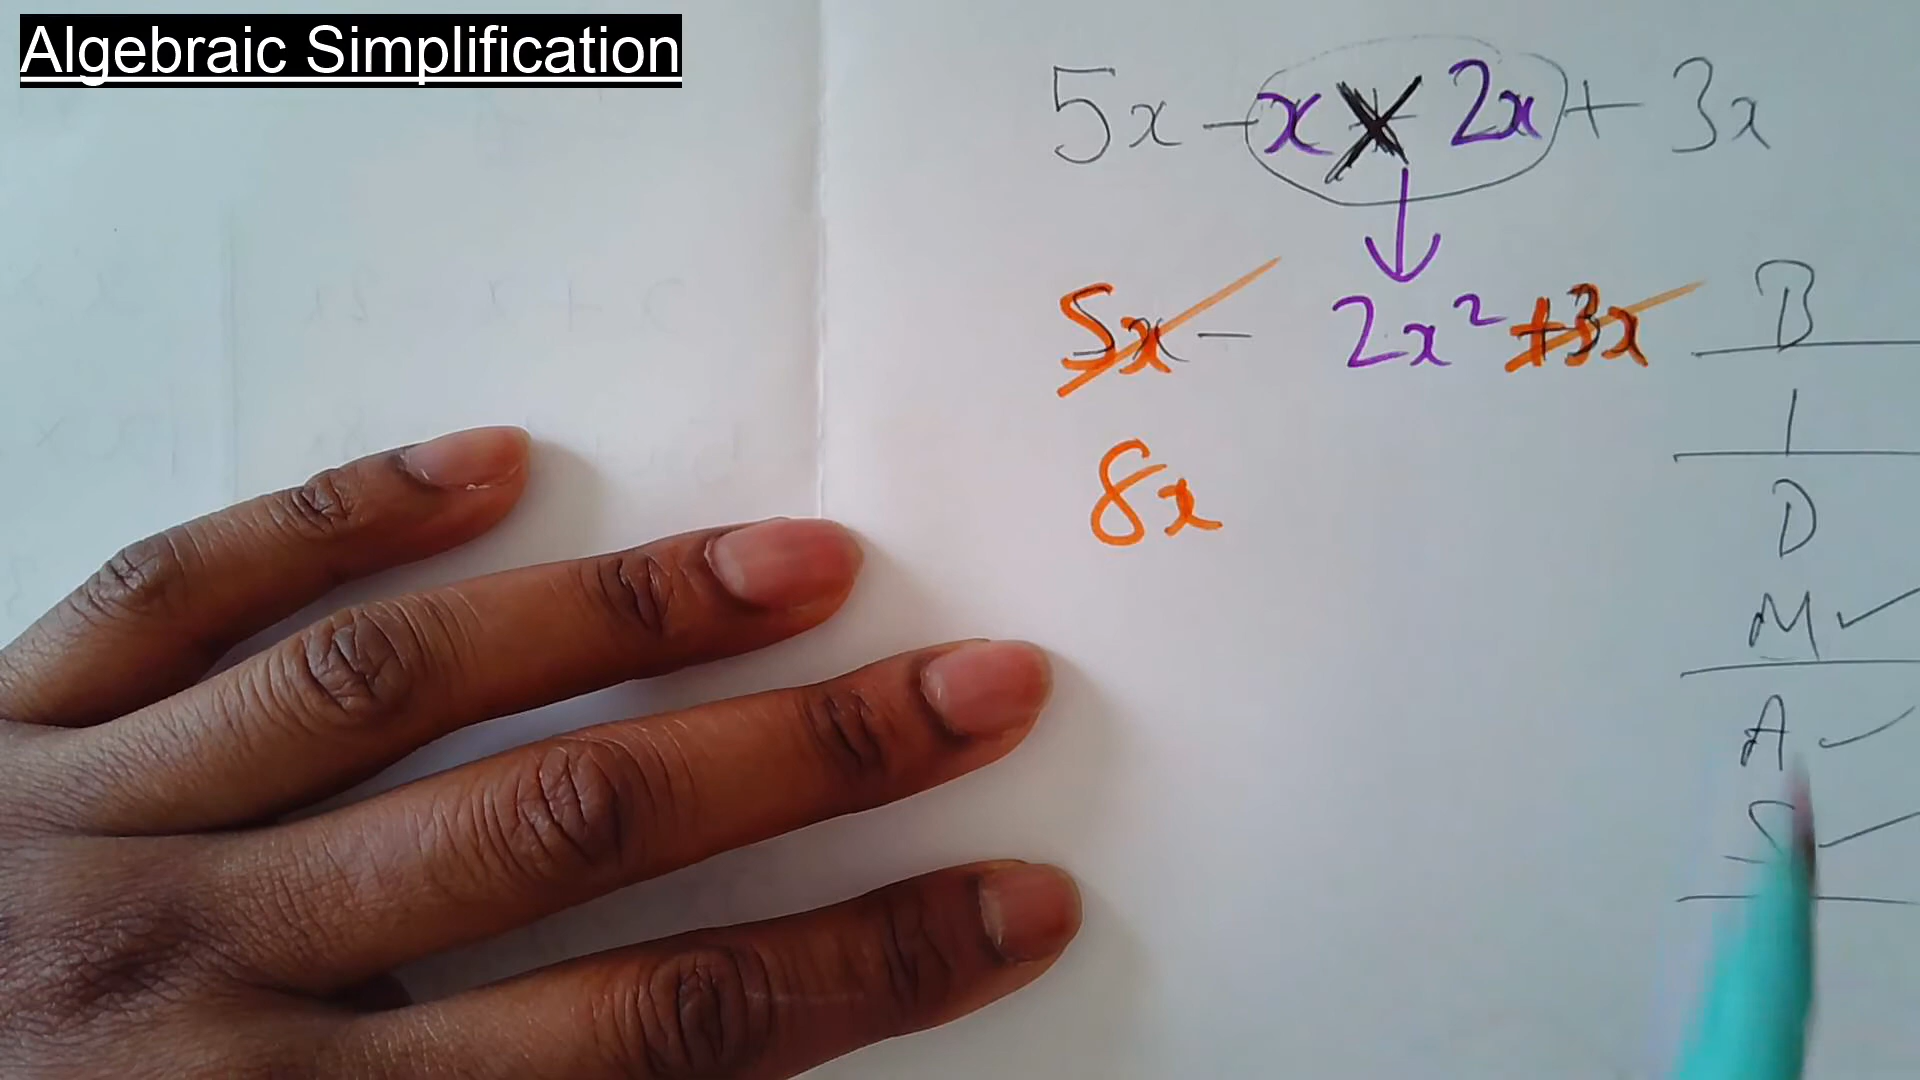 Algebraic Simplification
5x - x × 2x + 3x
5x - 2x² + 3x
8x
B
I
D
M ✓
A ✓
S ✓